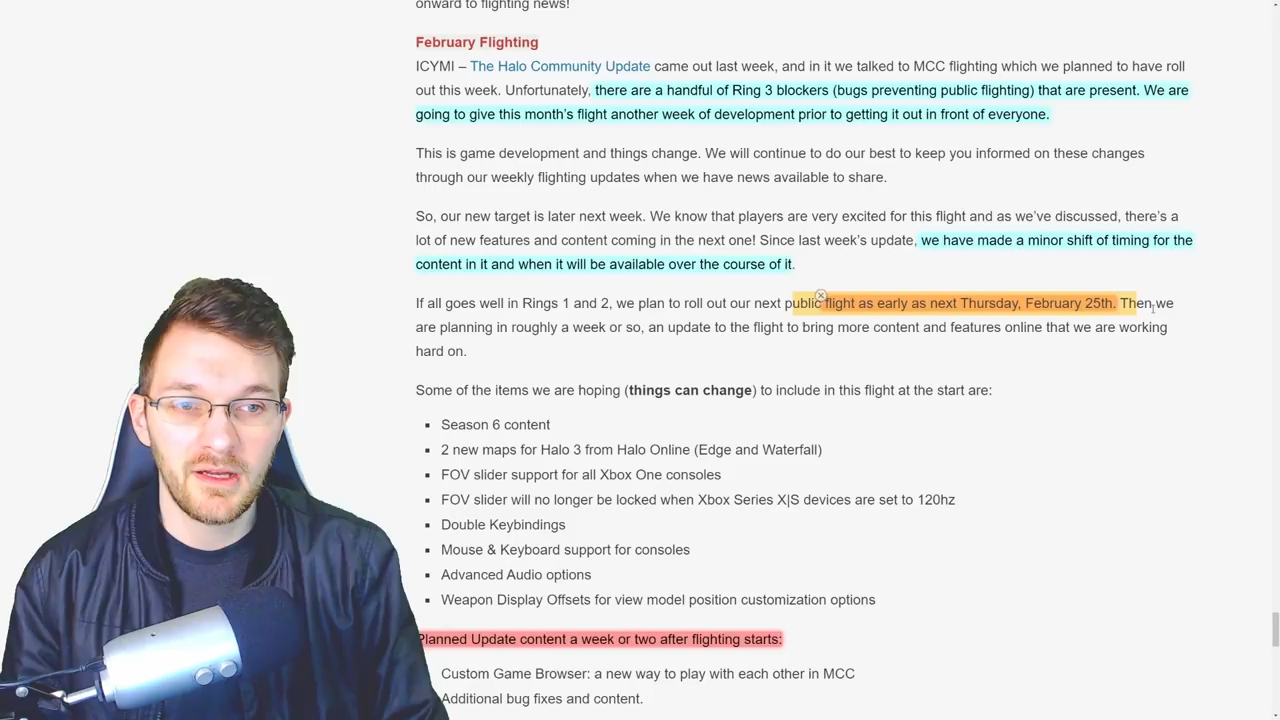 onward to flighting news!
February Flighting
ICYMI – The Halo Community Update came out last week, and in it we talked to MCC flighting which we planned to have roll
out this week. Unfortunately, there are a handful of Ring 3 blockers (bugs preventing public flighting) that are present. We are
going to give this month's flight another week of development prior to getting it out in front of everyone.
This is game development and things change. We will continue to do our best to keep you informed on these changes
through our weekly flighting updates when we have news available to share.
So, our new target is later next week. We know that players are very excited for this flight and as we've discussed, there's a
lot of new features and content coming in the next one! Since last week's update, we have made a minor shift of timing for the
content in it and when it will be available over the course of it.
If all goes well in Rings 1 and 2, we plan to roll out our next public flight as early as next Thursday, February 25th. Then we
are planning in roughly a week or so, an update to the flight to bring more content and features online that we are working
hard on.
Some of the items we are hoping (things can change) to include in this flight at the start are:
▪ Season 6 content
▪ 2 new maps for Halo 3 from Halo Online (Edge and Waterfall)
▪ FOV slider support for all Xbox One consoles
▪ FOV slider will no longer be locked when Xbox Series X|S devices are set to 120hz
▪ Double Keybindings
▪ Mouse & Keyboard support for consoles
▪ Advanced Audio options
▪ Weapon Display Offsets for view model position customization options
Planned Update content a week or two after flighting starts:
Custom Game Browser: a new way to play with each other in MCC
Additional bug fixes and content.